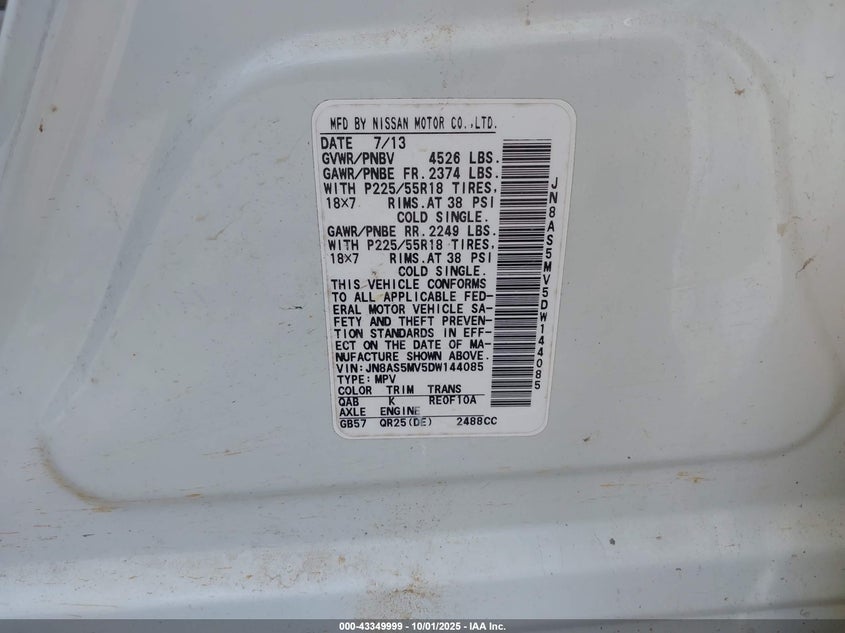 MFD BY NISSAN MOTOR CO.,LTD.
DATE 7/13
GVWR/PNBV 4526 LBS.
GAWR/PNBE FR.2374 LBS.
WITH P225/55R18 TIRES,
18×7 RIMS.AT 38 PSI
COLD SINGLE.
GAWR/PNBE RR.2249 LBS.
WITH P225/55R18 TIRES,
18×7 RIMS.AT 38 PSI
COLD SINGLE.
THIS VEHICLE CONFORMS
TO ALL APPLICABLE FED-
ERAL MOTOR VEHICLE SA-
FETY AND THEFT PREVEN-
TION STANDARDS IN EFF-
ECT ON THE DATE OF MA-
NUFACTURE SHOWN ABOVE.
VIN:JN8AS5MV5DW144085
TYPE:MPV
COLOR TRIM TRANS
QAB K RE0F10A
AXLE ENGINE
GB57 QR25(DE) 2488CC
JN8AS5MV5DW144085
000-43349999 - 10/01/2025 - IAA Inc.